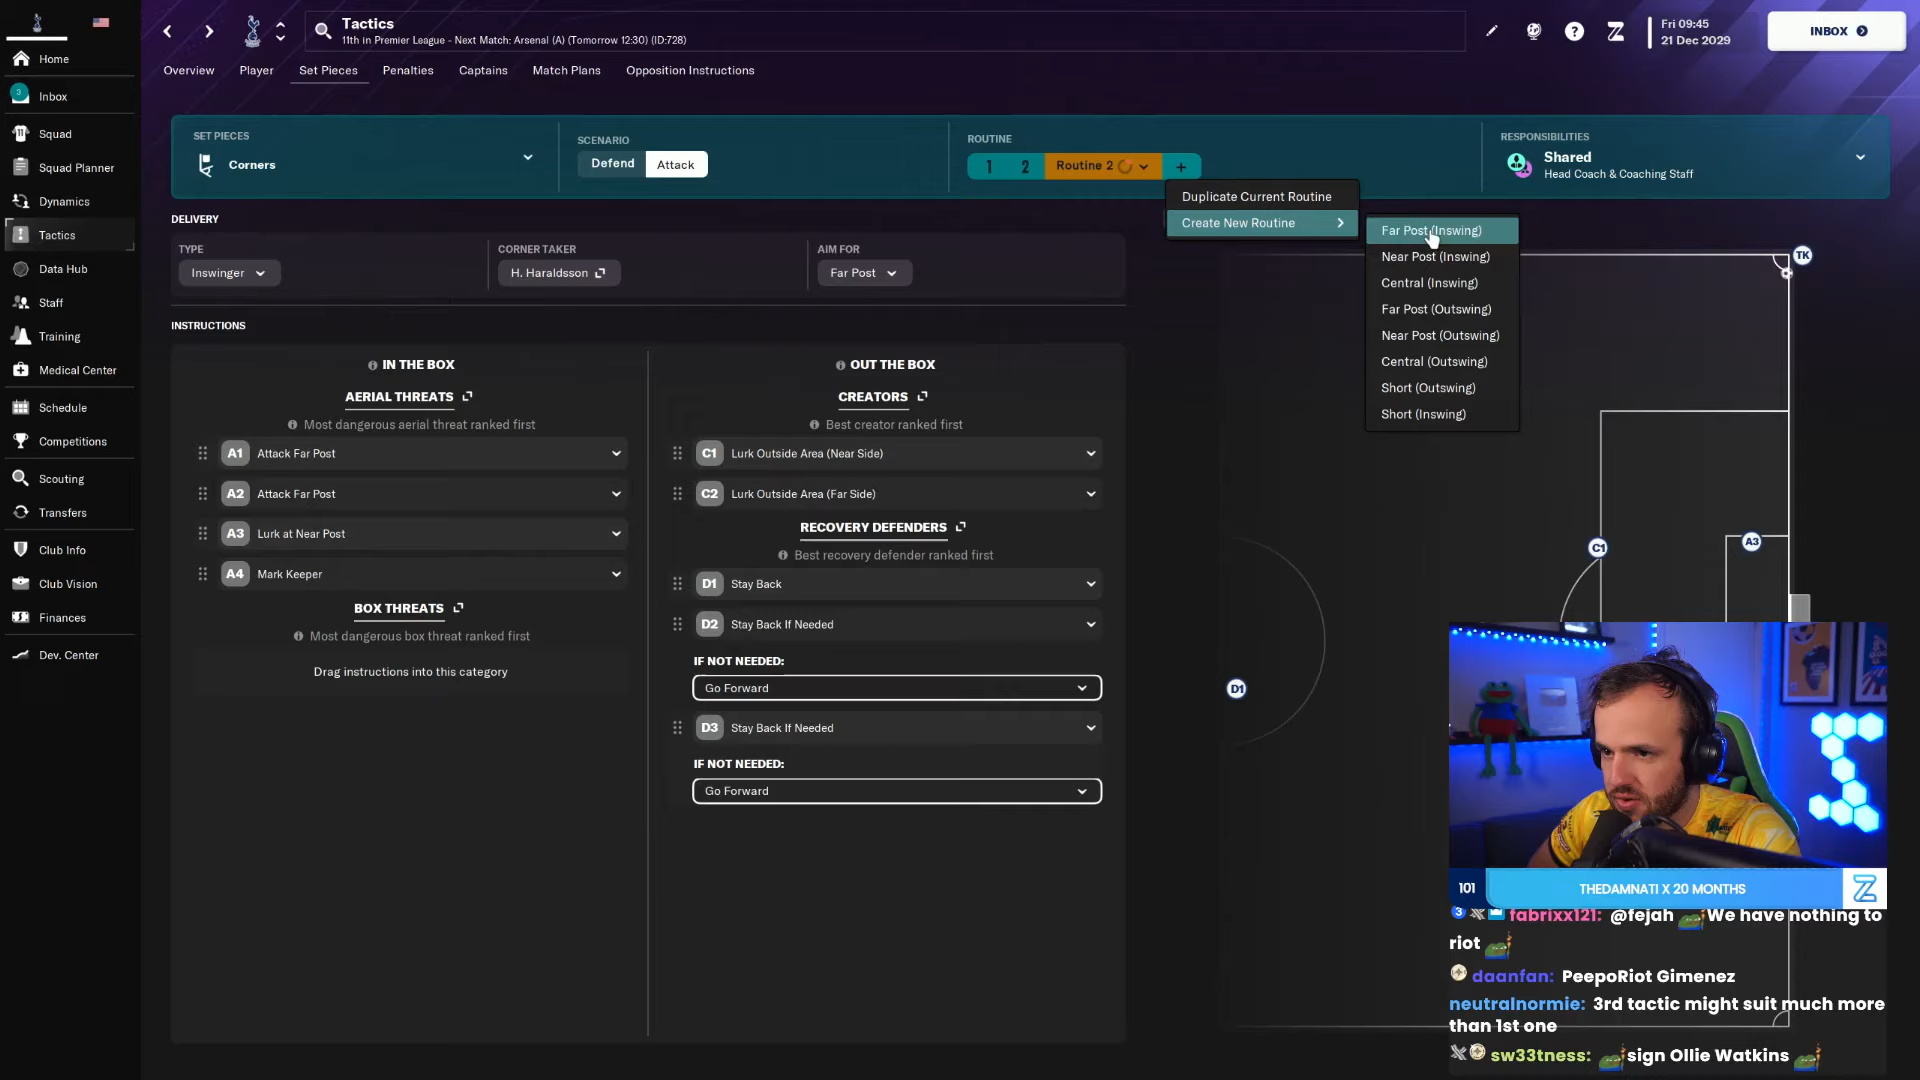 Tactics
11th in Premier League - Next Match: Arsenal (A) (Tomorrow 12:30) (ID:728)
Fri 09:45
21 Dec 2029
INBOX
Overview
Player
Set Pieces
Penalties
Captains
Match Plans
Opposition Instructions
Home
3
Inbox
Squad
Squad Planner
Dynamics
Tactics
Data Hub
Staff
Training
Medical Center
Schedule
Competitions
Scouting
Transfers
Club Info
Club Vision
Finances
Dev. Center
SET PIECES
Corners
SCENARIO
Defend
Attack
ROUTINE
1
2
Routine 2
+
RESPONSIBILITIES
Shared
Head Coach & Coaching Staff
Duplicate Current Routine
Create New Routine
Far Post (Inswing)
Near Post (Inswing)
Central (Inswing)
Far Post (Outswing)
Near Post (Outswing)
Central (Outswing)
Short (Outswing)
Short (Inswing)
DELIVERY
TYPE
Inswinger
CORNER TAKER
H. Haraldsson
AIM FOR
Far Post
INSTRUCTIONS
IN THE BOX
AERIAL THREATS
Most dangerous aerial threat ranked first
A1 Attack Far Post
A2 Attack Far Post
A3 Lurk at Near Post
A4 Mark Keeper
BOX THREATS
Most dangerous box threat ranked first
Drag instructions into this category
OUT THE BOX
CREATORS
Best creator ranked first
C1 Lurk Outside Area (Near Side)
C2 Lurk Outside Area (Far Side)
RECOVERY DEFENDERS
Best recovery defender ranked first
D1 Stay Back
D2 Stay Back If Needed
IF NOT NEEDED:
Go Forward
D3 Stay Back If Needed
IF NOT NEEDED:
Go Forward
TK
C1
A3
D1
101
THEDAMNATI X 20 MONTHS
3 fabrixx121: @fejah We have nothing to
riot
daanfan: PeepoRiot Gimenez
neutralnormie: 3rd tactic might suit much more
than 1st one
sw33tness: sign Ollie Watkins